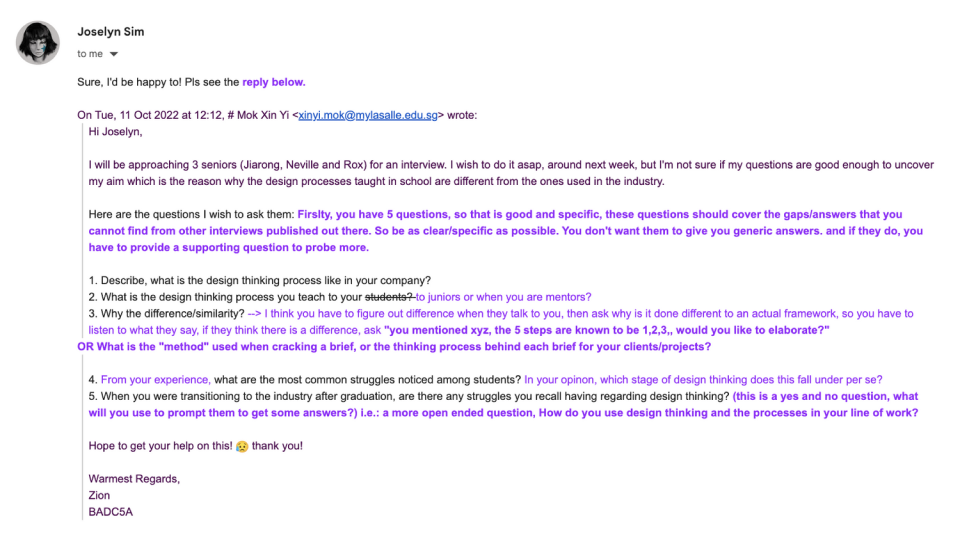 Joselyn Sim
to me
Sure, I'd be happy to! Pls see the reply below.
On Tue, 11 Oct 2022 at 12:12, # Mok Xin Yi <xinyi.mok@mylasalle.edu.sg> wrote:
Hi Joselyn,
I will be approaching 3 seniors (Jiarong, Neville and Rox) for an interview. I wish to do it asap, around next week, but I'm not sure if my questions are good enough to uncover
my aim which is the reason why the design processes taught in school are different from the ones used in the industry.
Here are the questions I wish to ask them: Firslty, you have 5 questions, so that is good and specific, these questions should cover the gaps/answers that you
cannot find from other interviews published out there. So be as clear/specific as possible. You don't want them to give you generic answers. and if they do, you
have to provide a supporting question to probe more.
1. Describe, what is the design thinking process like in your company?
2. What is the design thinking process you teach to your students? to juniors or when you are mentors?
3. Why the difference/similarity? --> I think you have to figure out difference when they talk to you, then ask why is it done different to an actual framework, so you have to
listen to what they say, if they think there is a difference, ask "you mentioned xyz, the 5 steps are known to be 1,2,3,, would you like to elaborate?"
OR What is the "method" used when cracking a brief, or the thinking process behind each brief for your clients/projects?
4. From your experience, what are the most common struggles noticed among students? In your opinon, which stage of design thinking does this fall under per se?
5. When you were transitioning to the industry after graduation, are there any struggles you recall having regarding design thinking? (this is a yes and no question, what
will you use to prompt them to get some answers?) i.e.: a more open ended question, How do you use design thinking and the processes in your line of work?
Hope to get your help on this! 😥 thank you!
Warmest Regards,
Zion
BADC5A